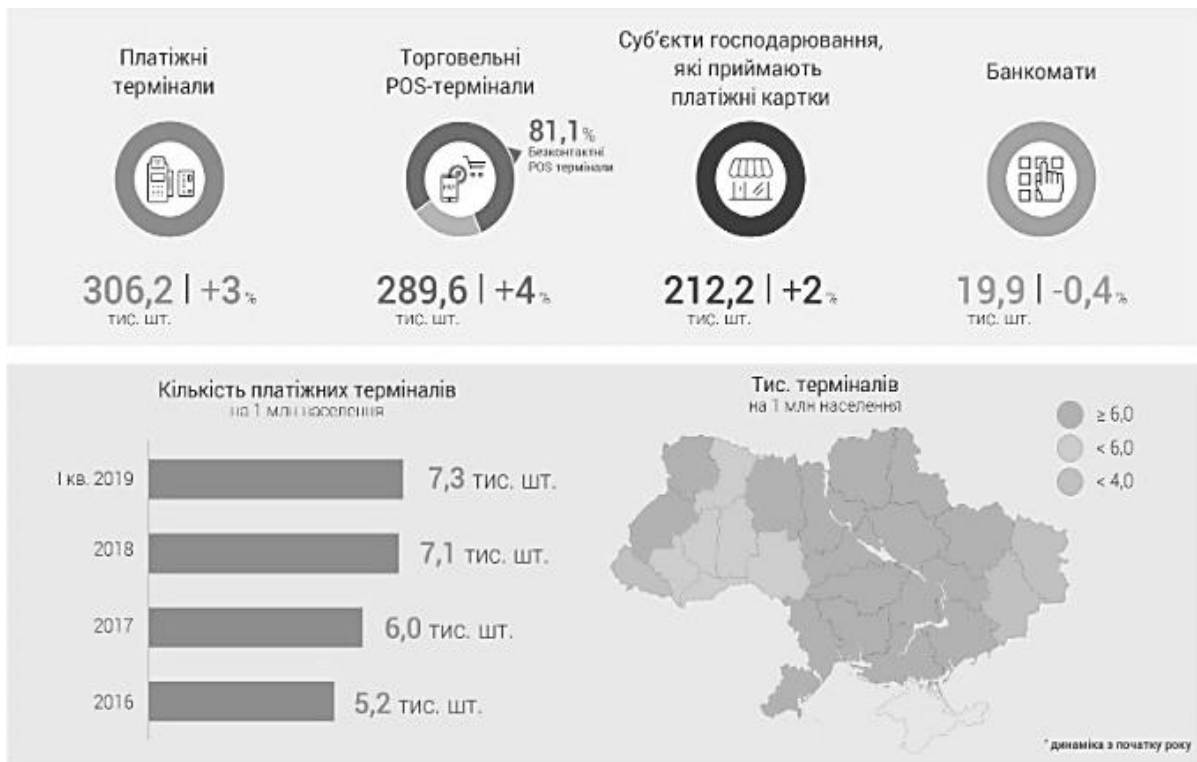 Платіжні
термінали
306,2 | +3%
тис. шт.
Торговельні
POS-термінали
81,1%
Безконтактні
POS термінали
289,6 | +4%
тис. шт.
Суб'єкти господарювання,
які приймають
платіжні картки
212,2 | +2%
тис. шт.
Банкомати
19,9 | -0,4%
тис. шт.
Кількість платіжних терміналів
на 1 млн населення
I кв. 2019
7,3 тис. шт.
2018
7,1 тис. шт.
2017
6,0 тис. шт.
2016
5,2 тис. шт.
Тис. терміналів
на 1 млн населення
≥ 6,0
< 6,0
< 4,0
* динаміка з початку року